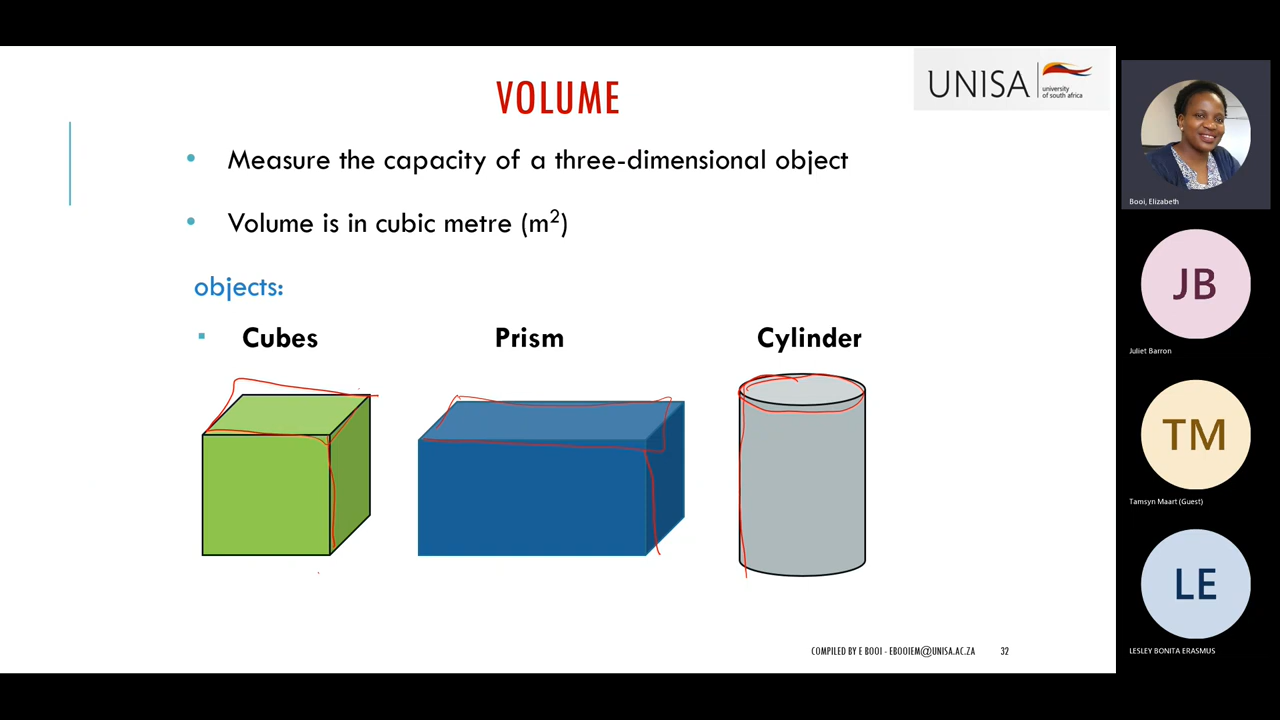 VOLUME
UNISA
university
of south africa
• Measure the capacity of a three-dimensional object
• Volume is in cubic metre (m²)
objects:
▪ Cubes Prism Cylinder
COMPILED BY E BOOI - EBOOIEM@UNISA.AC.ZA 32
Booi, Elizabeth
JB
Juliet Barron
TM
Tamsyn Maart (Guest)
LE
LESLEY BONITA ERASMUS